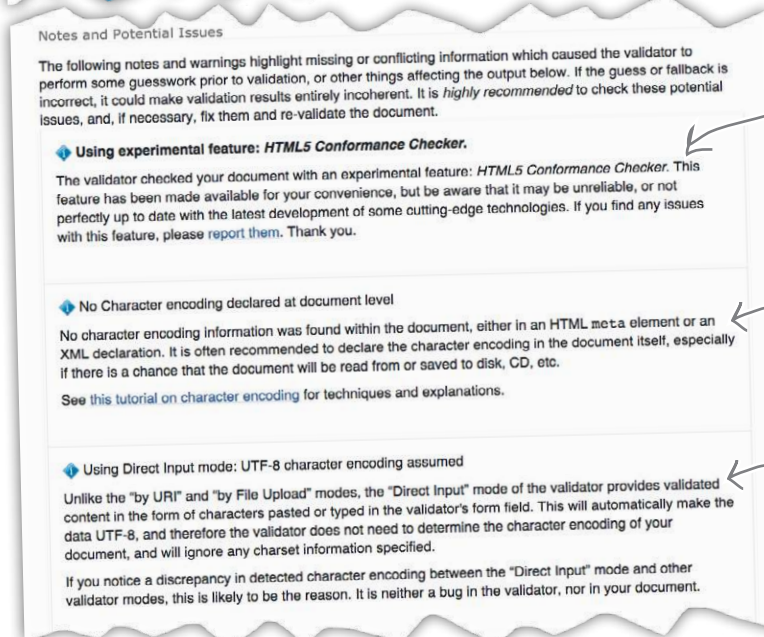 Notes and Potential Issues
The following notes and warnings highlight missing or conflicting information which caused the validator to
perform some guesswork prior to validation, or other things affecting the output below. If the guess or fallback is
incorrect, it could make validation results entirely incoherent. It is highly recommended to check these potential
issues, and, if necessary, fix them and re-validate the document.
Using experimental feature: HTML5 Conformance Checker.
The validator checked your document with an experimental feature: HTML5 Conformance Checker. This
feature has been made available for your convenience, but be aware that it may be unreliable, or not
perfectly up to date with the latest development of some cutting-edge technologies. If you find any issues
with this feature, please report them. Thank you.
No Character encoding declared at document level
No character encoding information was found within the document, either in an HTML meta element or an
XML declaration. It is often recommended to declare the character encoding in the document itself, especially
if there is a chance that the document will be read from or saved to disk, CD, etc.
See this tutorial on character encoding for techniques and explanations.
Using Direct Input mode: UTF-8 character encoding assumed
Unlike the "by URI" and "by File Upload" modes, the "Direct Input" mode of the validator provides validated
content in the form of characters pasted or typed in the validator's form field. This will automatically make the
data UTF-8, and therefore the validator does not need to determine the character encoding of your
document, and will ignore any charset information specified.
If you notice a discrepancy in detected character encoding between the "Direct Input" mode and other
validator modes, this is likely to be the reason. It is neither a bug in the validator, nor in your document.